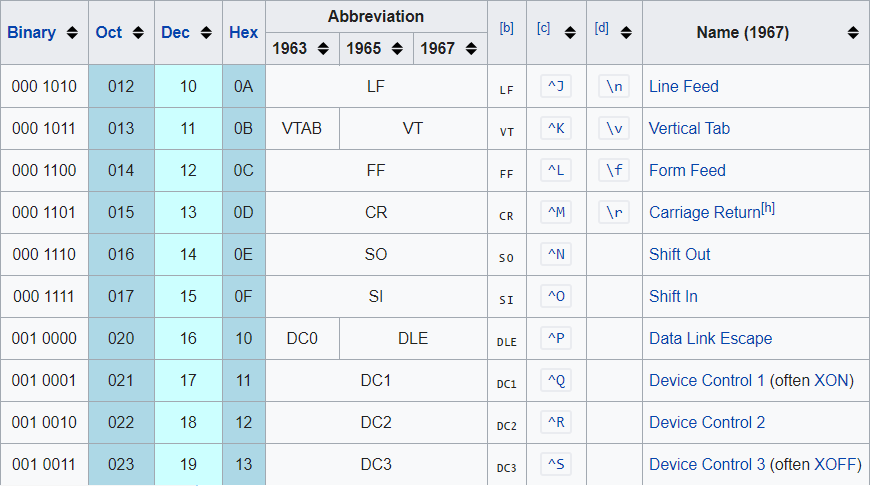 Binary Oct Dec Hex Abbreviation [b] [c] [d] Name (1967)
1963 1965 1967
000 1010 012 10 0A LF LF ^J \n Line Feed
000 1011 013 11 0B VTAB VT VT ^K \v Vertical Tab
000 1100 014 12 0C FF FF ^L \f Form Feed
000 1101 015 13 0D CR CR ^M \r Carriage Return[h]
000 1110 016 14 0E SO SO ^N Shift Out
000 1111 017 15 0F SI SI ^O Shift In
001 0000 020 16 10 DC0 DLE DLE ^P Data Link Escape
001 0001 021 17 11 DC1 DC1 ^Q Device Control 1 (often XON)
001 0010 022 18 12 DC2 DC2 ^R Device Control 2
001 0011 023 19 13 DC3 DC3 ^S Device Control 3 (often XOFF)